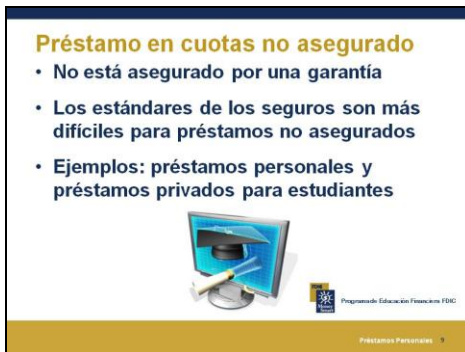 Préstamo en cuotas no asegurado
• No está asegurado por una garantía
• Los estándares de los seguros son más
difíciles para préstamos no asegurados
• Ejemplos: préstamos personales y
préstamos privados para estudiantes
Programa de Educación Financiera FDIC
Préstamos Personales 9